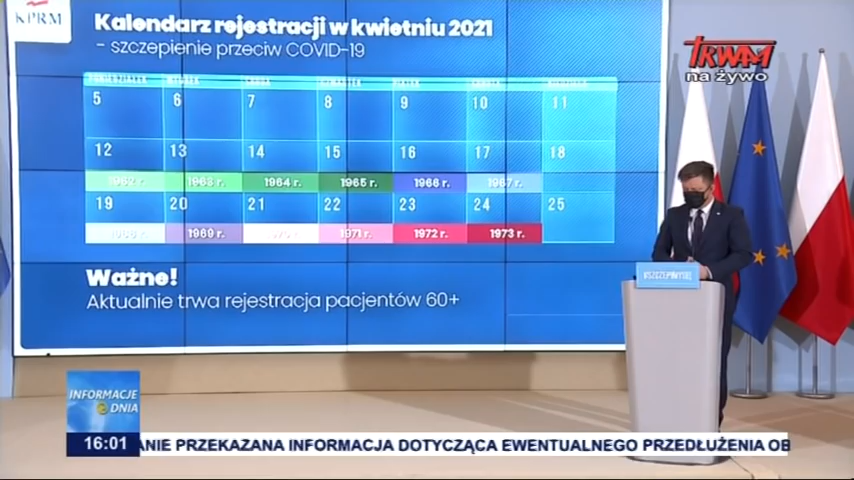 KPRM
Kalendarz rejestracji w kwietniu 2021
- szczepienie przeciw COVID-19
TRWAM
na żywo
5 6 7 8 9 10 11
12 13 14 15 16 17 18
1962 r. 1963 r. 1964 r. 1965 r. 1966 r. 1967 r.
19 20 21 22 23 24 25
1969 r. 1971 r. 1972 r. 1973 r.
#SZCZEPIMYSIĘ
Ważne!
Aktualnie trwa rejestracja pacjentów 60+
INFORMACJE
DNIA
16:01 ANIE PRZEKAZANA INFORMACJA DOTYCZĄCA EWENTUALNEGO PRZEDŁUŻENIA OB